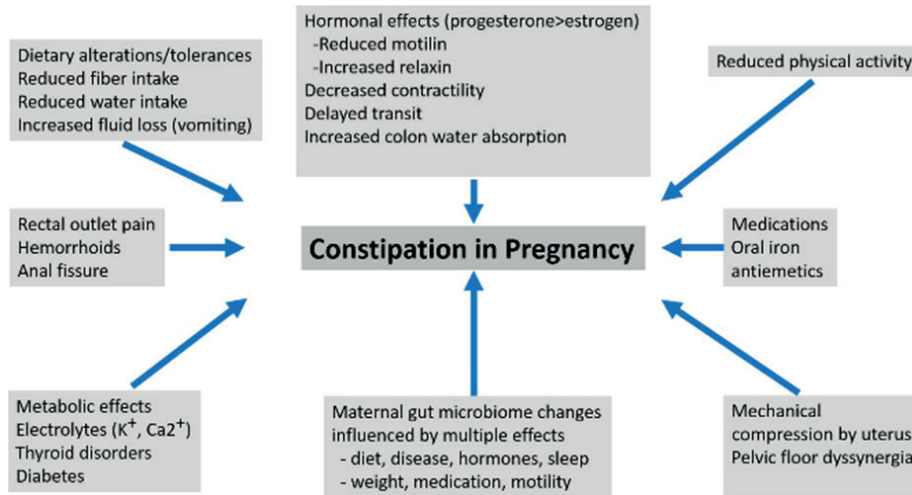 Dietary alterations/tolerances
Reduced fiber intake
Reduced water intake
Increased fluid loss (vomiting)
Hormonal effects (progesterone>estrogen)
-Reduced motilin
-Increased relaxin
Decreased contractility
Delayed transit
Increased colon water absorption
Reduced physical activity
Rectal outlet pain
Hemorrhoids
Anal fissure
Constipation in Pregnancy
Medications
Oral iron
antiemetics
Metabolic effects
Electrolytes (K⁺, Ca2⁺)
Thyroid disorders
Diabetes
Maternal gut microbiome changes
influenced by multiple effects
- diet, disease, hormones, sleep
- weight, medication, motility
Mechanical
compression by uterus
Pelvic floor dyssynergia